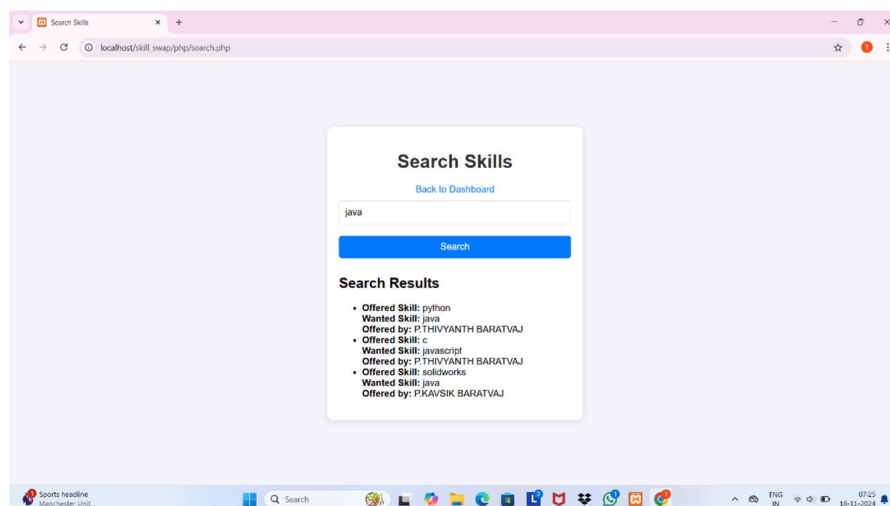 Search Skills
localhost/skill_swap/php/search.php
Search Skills
Back to Dashboard
java
Search
Search Results
Offered Skill: python
Wanted Skill: java
Offered by: P.THIVYANTH BARATVAJ
Offered Skill: c
Wanted Skill: javascript
Offered by: P.THIVYANTH BARATVAJ
Offered Skill: solidworks
Wanted Skill: java
Offered by: P.KAVSIK BARATVAJ
Sports headline
Manchester Unit...
Search
ENG
IN
07:25
18-11-2024